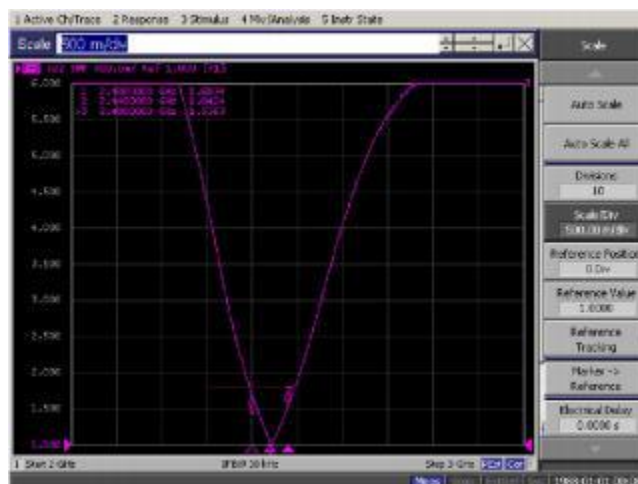 1 Active Ch/Trace 2 Response 3 Stimulus 4 Mkr/Analysis 5 Instr State
Scale 500 m/div
Scale
6.000
5.500
5.000
4.500
4.000
3.500
3.000
2.500
2.000
1.500
1.000
Auto Scale
Auto Scale All
Divisions
10
Scale/Div
500.00 m/div
Reference Position
0 Div
Reference Value
1.0000
Reference
Tracking
Marker ->
Reference
Electrical Delay
0.0000 s
1 Start 2 GHz IFBW 30 kHz Stop 3 GHz Cor
Meas